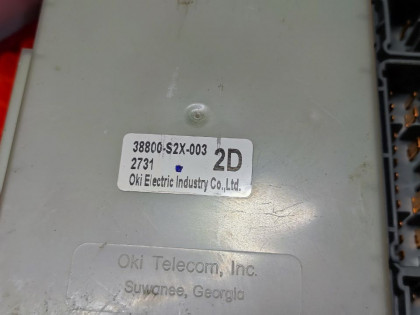 38800-S2X-003
2731 2D
Oki Electric Industry Co.,Ltd.
Oki Telecom, Inc.
Suwanee, Georgia